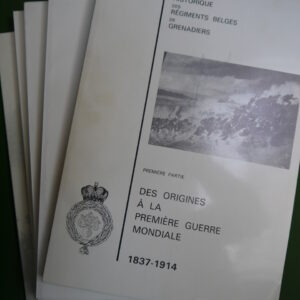 HISTORIQUE
DES
RÉGIMENTS BELGES
DE
GRENADIERS
PREMIÈRE PARTIE
DES ORIGINES
À LA
PREMIÈRE GUERRE
MONDIALE
1837-1914